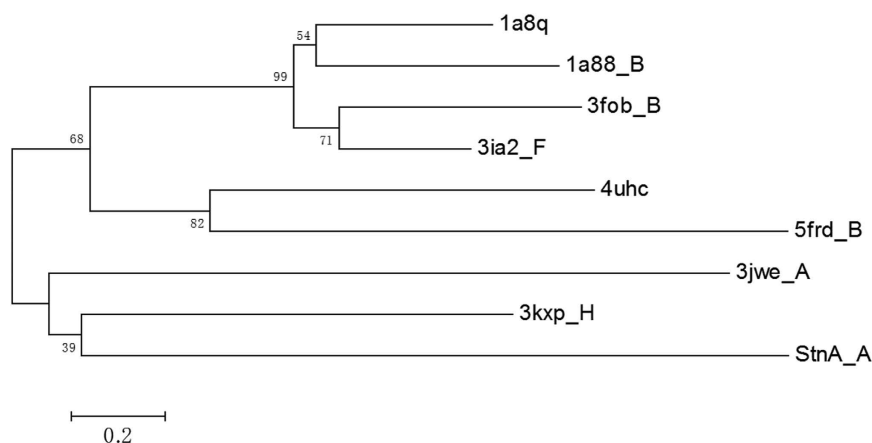 1a8q
54
1a88_B
99
3fob_B
71
3ia2_F
68
4uhc
82
5frd_B
3jwe_A
3kxp_H
39
StnA_A
0.2